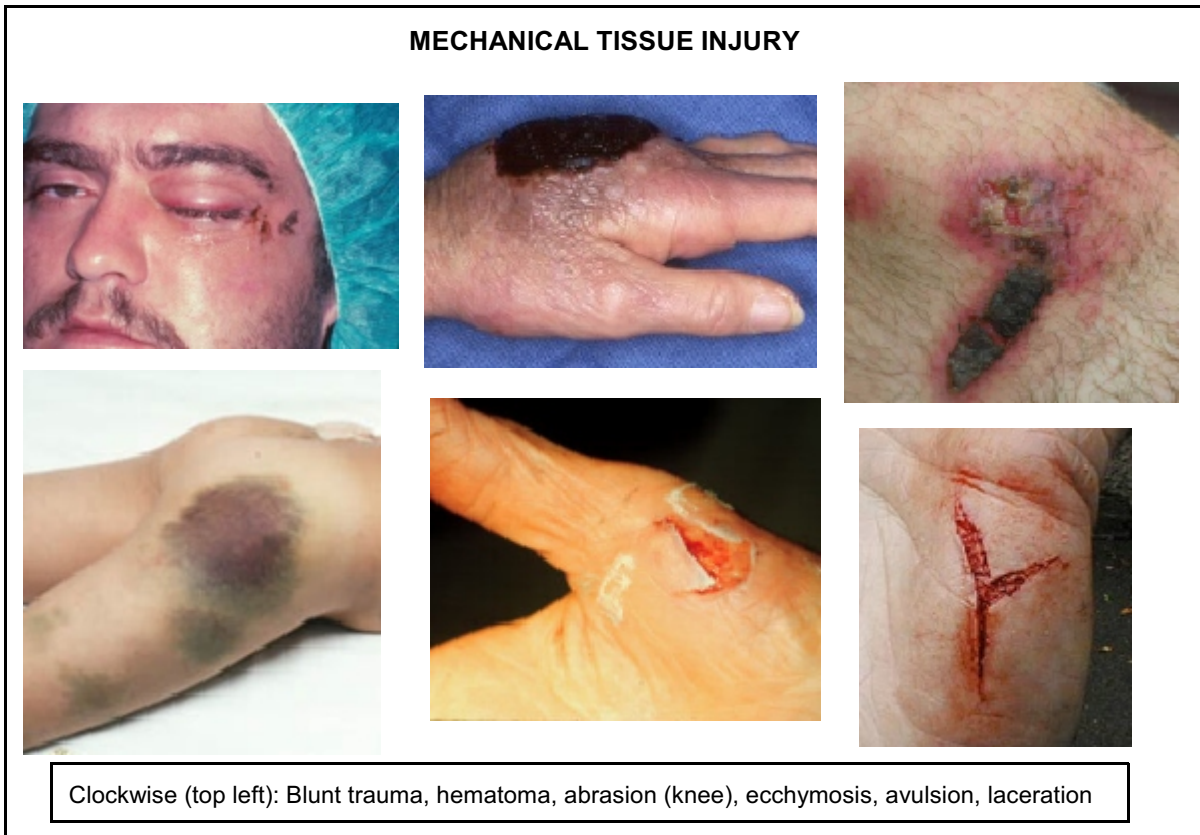 MECHANICAL TISSUE INJURY
Clockwise (top left): Blunt trauma, hematoma, abrasion (knee), ecchymosis, avulsion, laceration